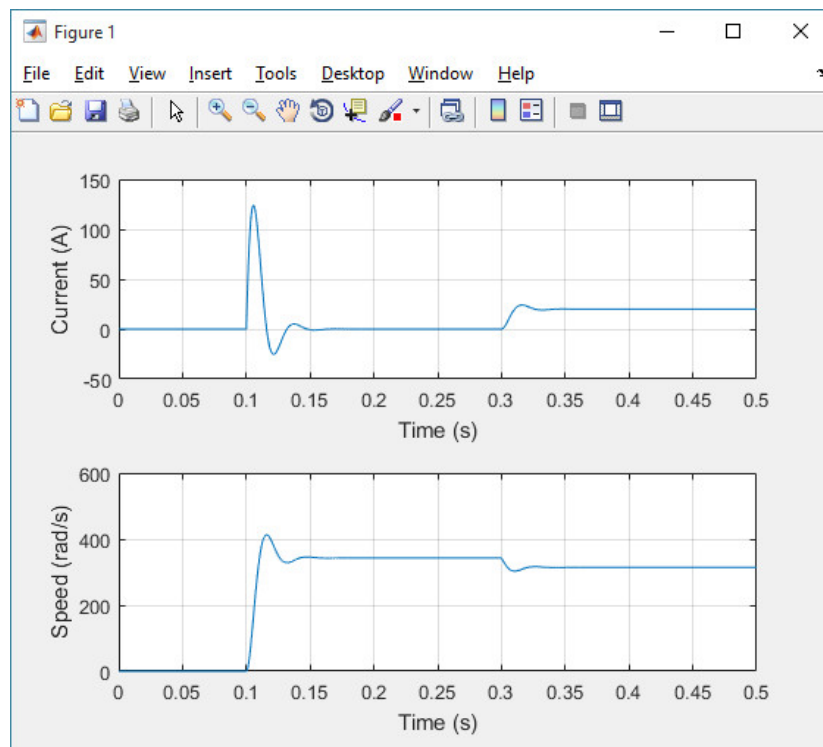 Figure 1
File Edit View Insert Tools Desktop Window Help
150
100
50
0
-50
Current (A)
0 0.05 0.1 0.15 0.2 0.25 0.3 0.35 0.4 0.45 0.5
Time (s)
600
400
200
0
Speed (rad/s)
0 0.05 0.1 0.15 0.2 0.25 0.3 0.35 0.4 0.45 0.5
Time (s)